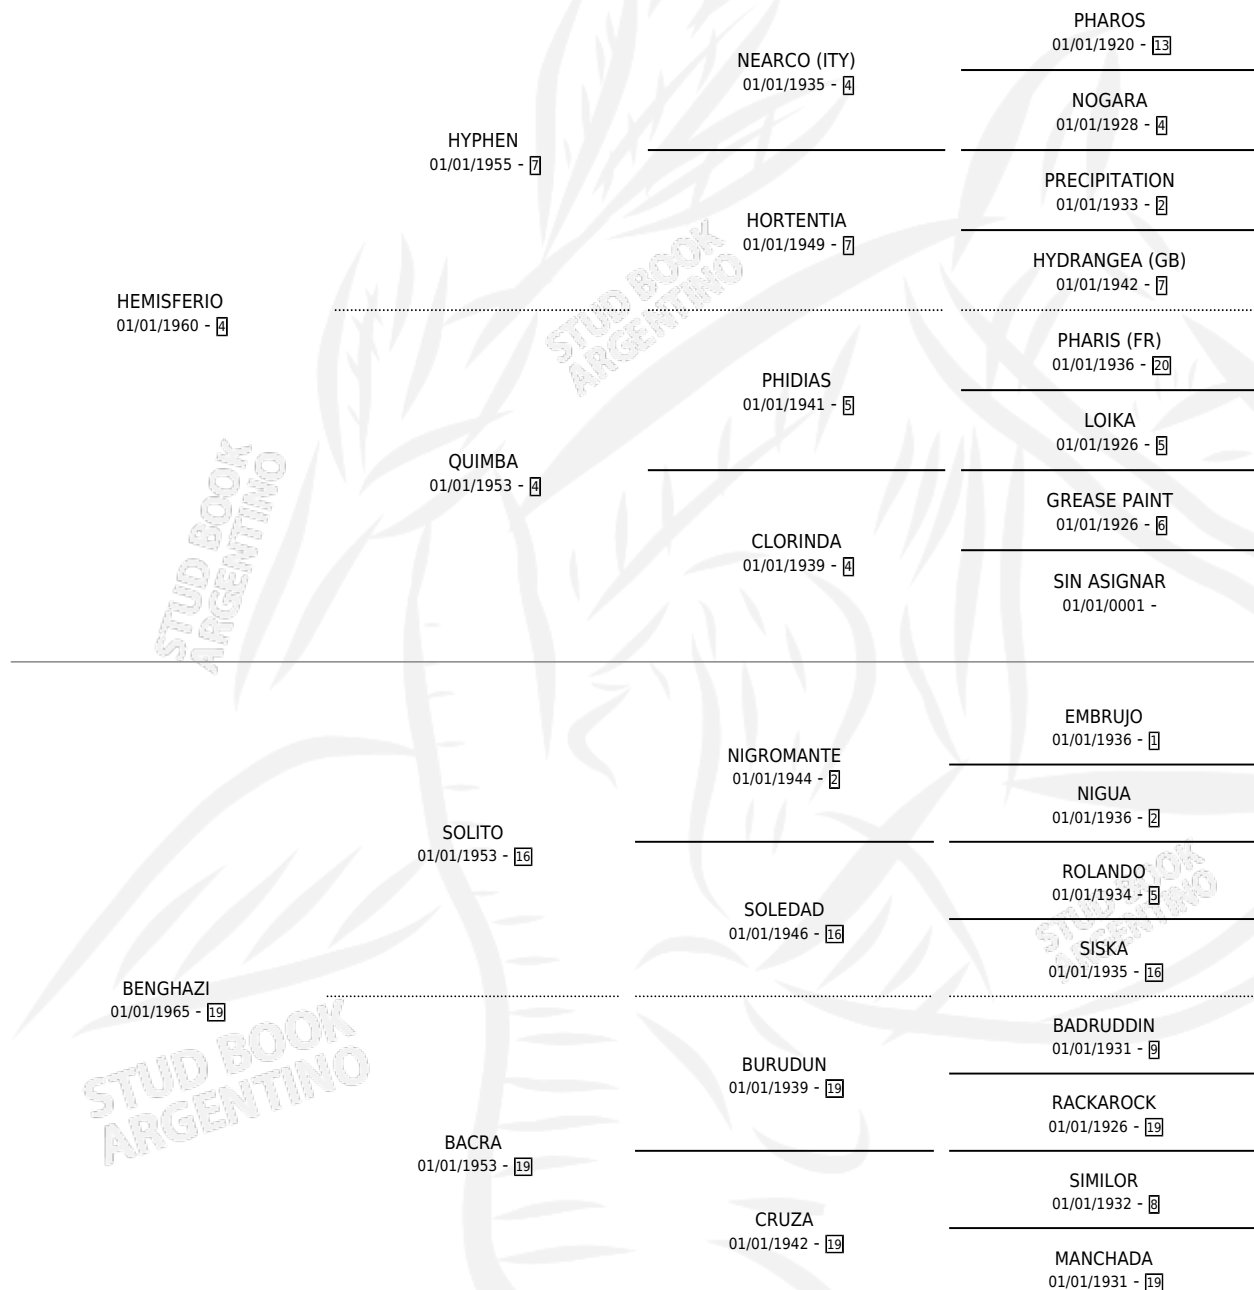 PHAROS
01/01/1920 - 13
NEARCO (ITY)
01/01/1935 - 4
NOGARA
01/01/1928 - 4
HYPHEN
01/01/1955 - 7
PRECIPITATION
01/01/1933 - 2
HORTENTIA
01/01/1949 - 7
HYDRANGEA (GB)
01/01/1942 - 7
HEMISFERIO
01/01/1960 - 4
STUD BOOK
ARGENTINO
PHARIS (FR)
01/01/1936 - 20
PHIDIAS
01/01/1941 - 5
LOIKA
01/01/1926 - 5
QUIMBA
01/01/1953 - 4
GREASE PAINT
01/01/1926 - 6
CLORINDA
01/01/1939 - 4
SIN ASIGNAR
01/01/0001 -
STUD BOOK
ARGENTINO
EMBRUJO
01/01/1936 - 1
NIGROMANTE
01/01/1944 - 2
NIGUA
01/01/1936 - 2
SOLITO
01/01/1953 - 16
ROLANDO
01/01/1934 - 5
SOLEDAD
01/01/1946 - 16
SISKA
01/01/1935 - 16
STUD BOOK
ARGENTINO
BENGHAZI
01/01/1965 - 19
STUD BOOK
ARGENTINO
BADRUDDIN
01/01/1931 - 9
BURUDUN
01/01/1939 - 19
RACKAROCK
01/01/1926 - 19
BACRA
01/01/1953 - 19
SIMILOR
01/01/1932 - 8
CRUZA
01/01/1942 - 19
MANCHADA
01/01/1931 - 19